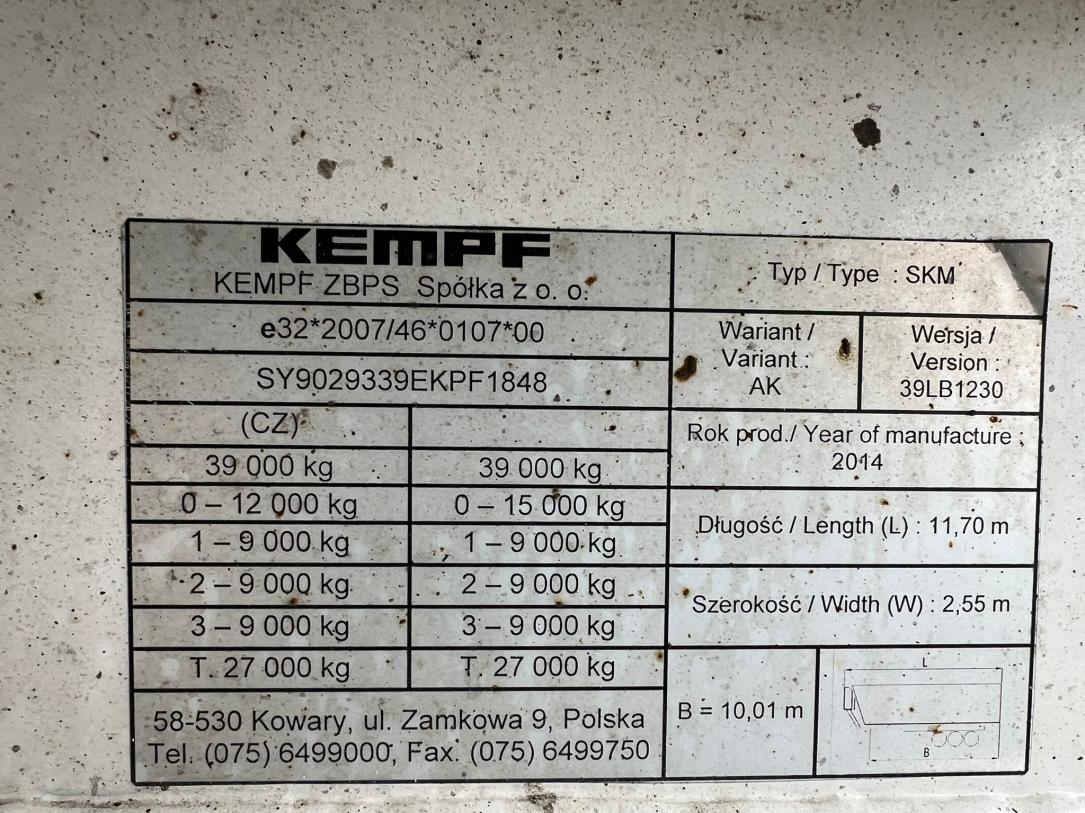 KEMPF
KEMPF ZBPS Spółka z o. o.
e32*2007/46*0107*00
SY9029339EKPF1848
(CZ)
39 000 kg 39 000 kg
0 – 12 000 kg 0 – 15 000 kg
1 – 9 000 kg 1 – 9 000 kg
2 – 9 000 kg 2 – 9 000 kg
3 – 9 000 kg 3 – 9 000 kg
T. 27 000 kg T. 27 000 kg
58-530 Kowary, ul. Zamkowa 9, Polska
Tel. (075) 6499000, Fax. (075) 6499750
Typ / Type : SKM
Wariant /
Variant :
AK
Wersja /
Version :
39LB1230
Rok prod./ Year of manufacture :
2014
Długość / Length (L) : 11,70 m
Szerokość / Width (W) : 2,55 m
B = 10,01 m
L
B